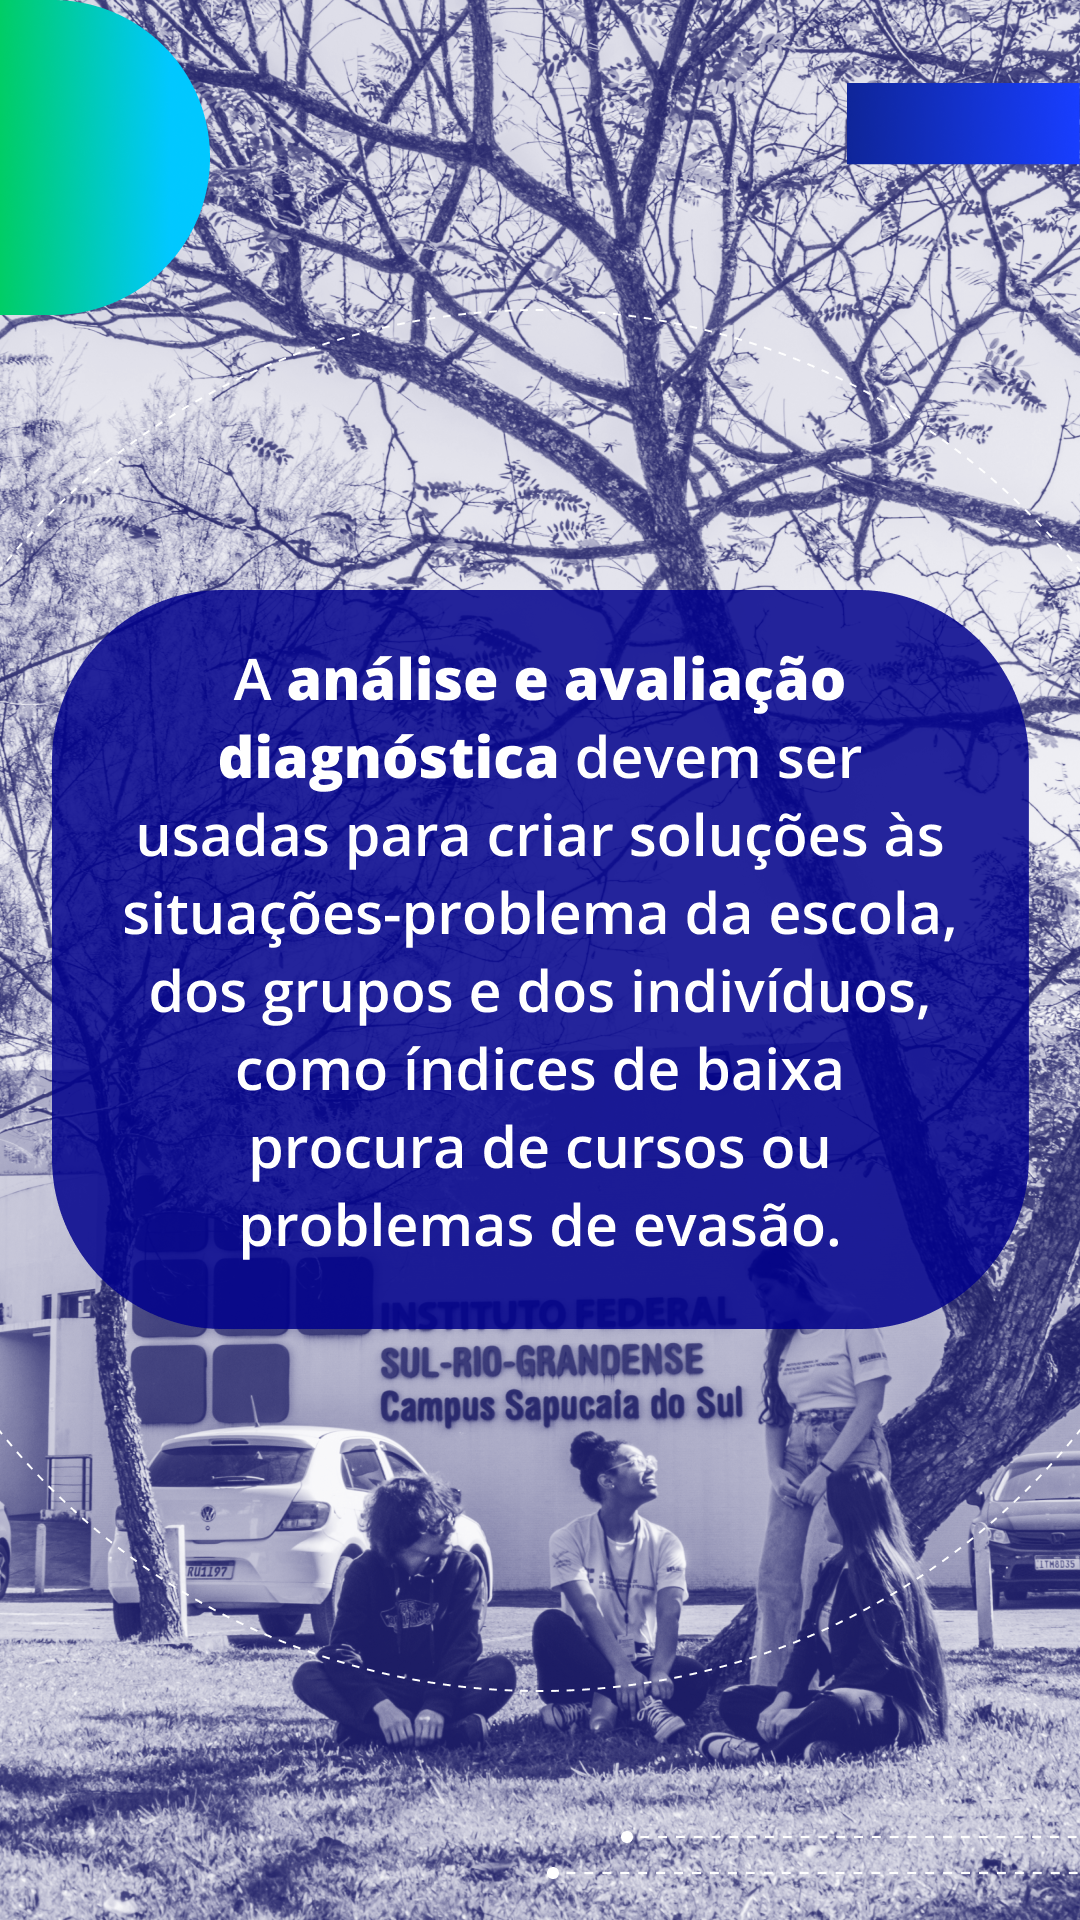 A análise e avaliação
diagnóstica devem ser
usadas para criar soluções às
situações-problema da escola,
dos grupos e dos indivíduos,
como índices de baixa
procura de cursos ou
problemas de evasão.
INSTITUTO FEDERAL
SUL-RIO-GRANDENSE
Campus Sapucaia do Sul
RU1I97
ITM8D35